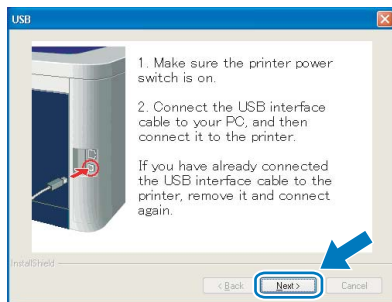 USB
1. Make sure the printer power
switch is on.
2. Connect the USB interface
cable to your PC, and then
connect it to the printer.
If you have already connected
the USB interface cable to the
printer, remove it and connect
again.
InstallShield
< Back
Next >
Cancel